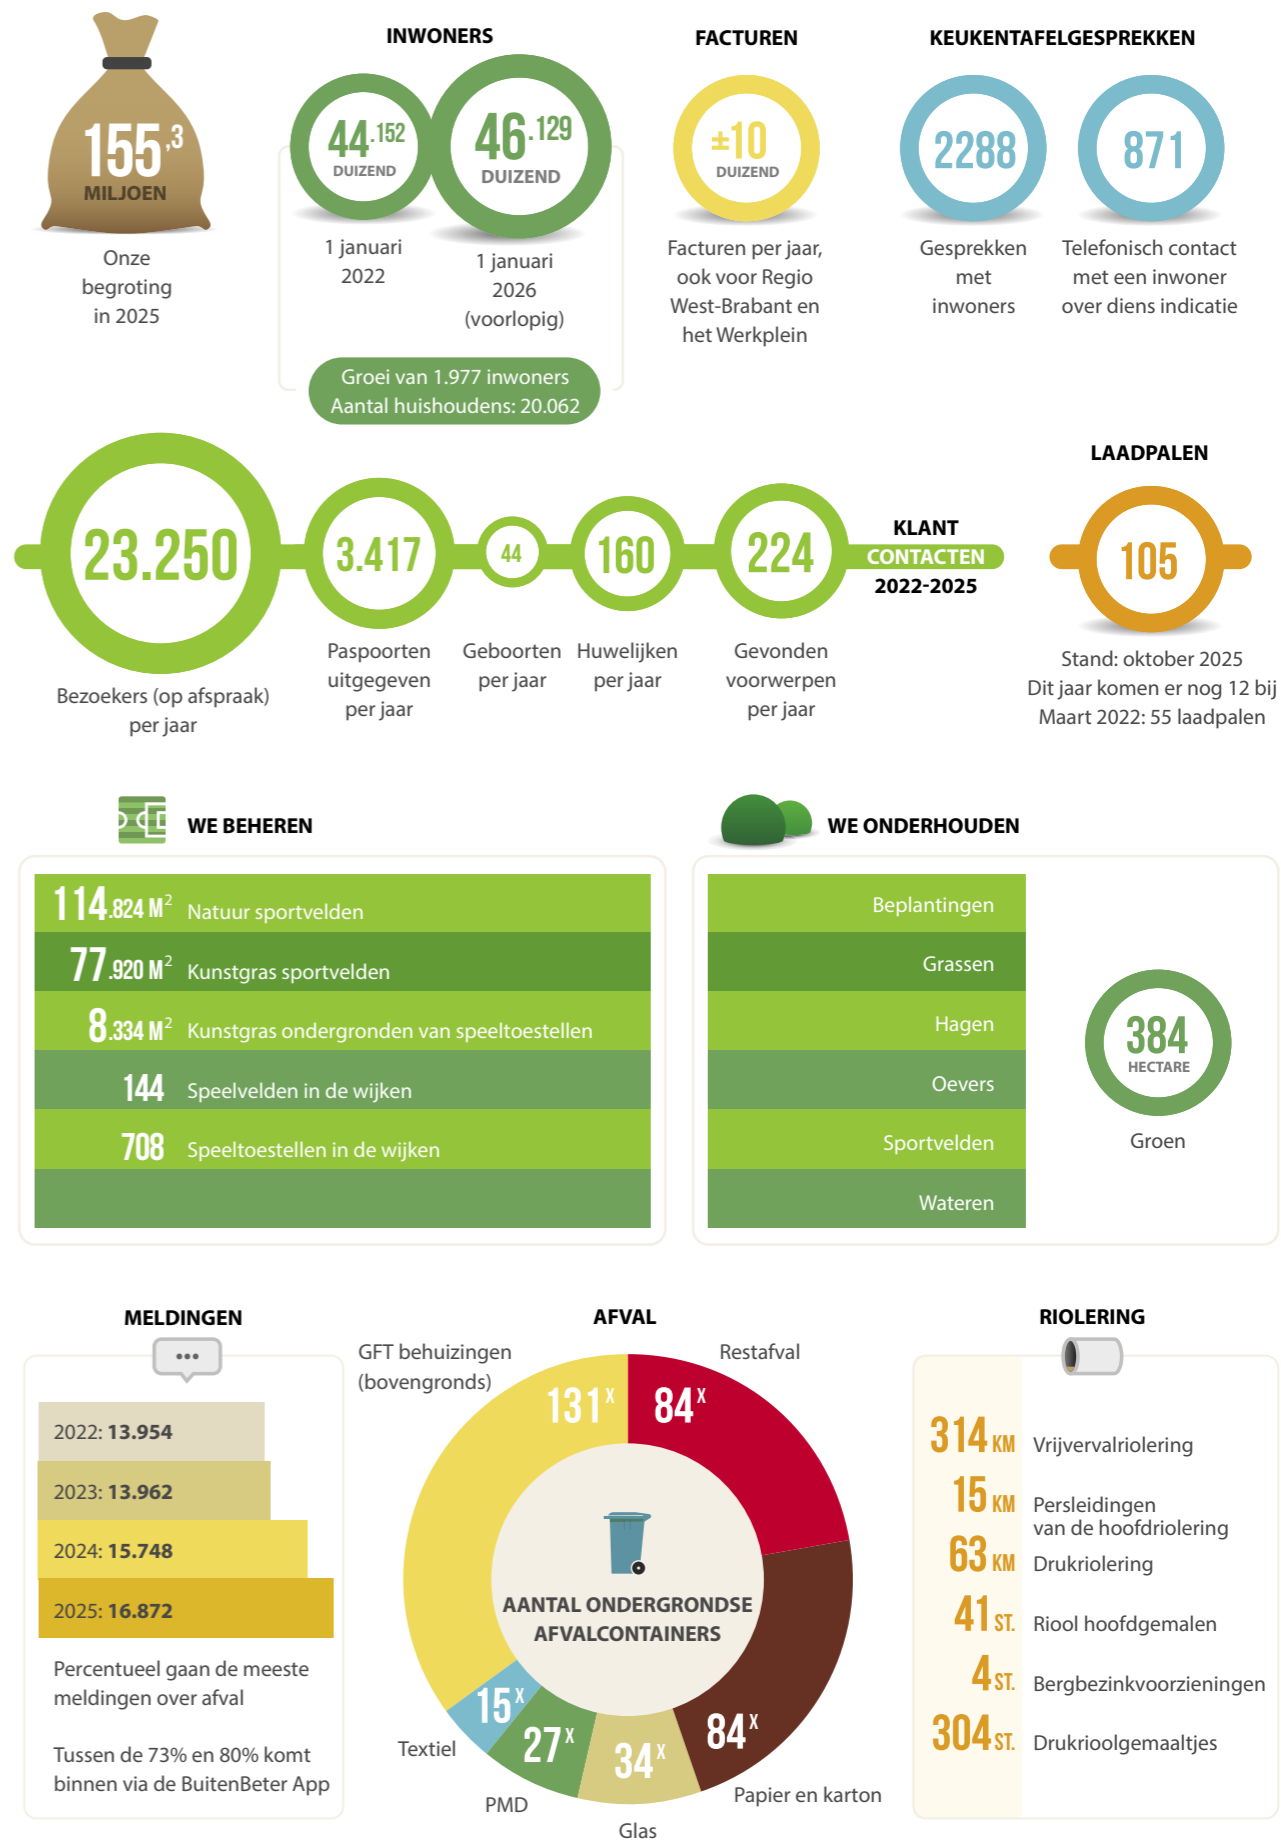 155,3
MILJOEN
Onze
begroting
in 2025
INWONERS
44.152
DUIZEND
1 januari
2022
46.129
DUIZEND
1 januari
2026
(voorlopig)
Groei van 1.977 inwoners
Aantal huishoudens: 20.062
FACTUREN
±10
DUIZEND
Facturen per jaar,
ook voor Regio
West-Brabant en
het Werkplein
KEUKENTAFELGESPREKKEN
2288
Gesprekken
met
inwoners
871
Telefonisch contact
met een inwoner
over diens indicatie
23.250
Bezoekers (op afspraak)
per jaar
3.417
Paspoorten
uitgegeven
per jaar
44
Geboorten
per jaar
160
Huwelijken
per jaar
224
Gevonden
voorwerpen
per jaar
KLANT
CONTACTEN
2022-2025
LAADPALEN
105
Stand: oktober 2025
Dit jaar komen er nog 12 bij
Maart 2022: 55 laadpalen
WE BEHEREN
114.824 M² Natuur sportvelden
77.920 M² Kunstgras sportvelden
8.334 M² Kunstgras ondergronden van speeltoestellen
144 Speelvelden in de wijken
708 Speeltoestellen in de wijken
WE ONDERHOUDEN
Beplantingen
Grassen
Hagen
Oevers
Sportvelden
Wateren
384
HECTARE
Groen
MELDINGEN
2022: 13.954
2023: 13.962
2024: 15.748
2025: 16.872
Percentueel gaan de meeste
meldingen over afval
Tussen de 73% en 80% komt
binnen via de BuitenBeter App
AFVAL
GFT behuizingen
(bovengronds)
131X
Restafval
84X
AANTAL ONDERGRONDSE
AFVALCONTAINERS
84X
Papier en karton
34X
Glas
27X
PMD
15X
Textiel
RIOLERING
314 KM Vrijvervalriolering
15 KM Persleidingen
van de hoofdriolering
63 KM Drukriolering
41 ST. Riool hoofdgemalen
4 ST. Bergbezinkvoorzieningen
304 ST. Drukrioolgemaaltjes